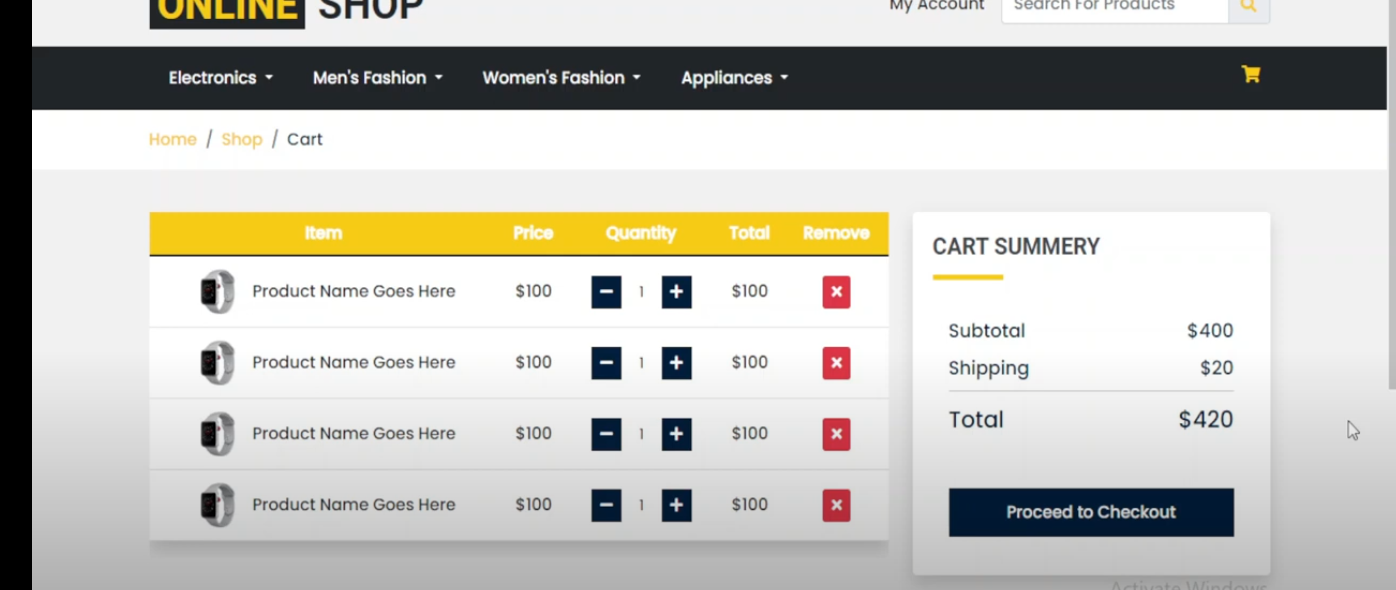 ONLINE SHOP
My Account
Search For Products
Electronics
Men's Fashion
Women's Fashion
Appliances
Home / Shop / Cart
Item Price Quantity Total Remove
Product Name Goes Here $100 − 1 + $100 ×
Product Name Goes Here $100 − 1 + $100 ×
Product Name Goes Here $100 − 1 + $100 ×
Product Name Goes Here $100 − 1 + $100 ×
CART SUMMERY
Subtotal $400
Shipping $20
Total $420
Proceed to Checkout
Activate Windows